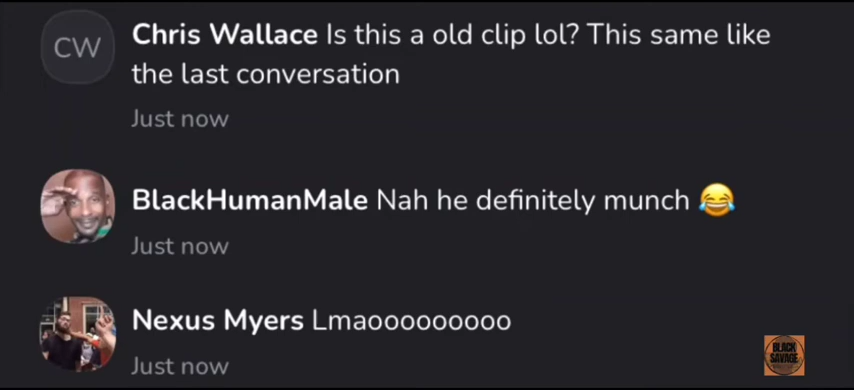 CW
Chris Wallace Is this a old clip lol? This same like
the last conversation
Just now
BlackHumanMale Nah he definitely munch 😂
Just now
Nexus Myers Lmaooooooooo
Just now
BLACK
SAVAGE